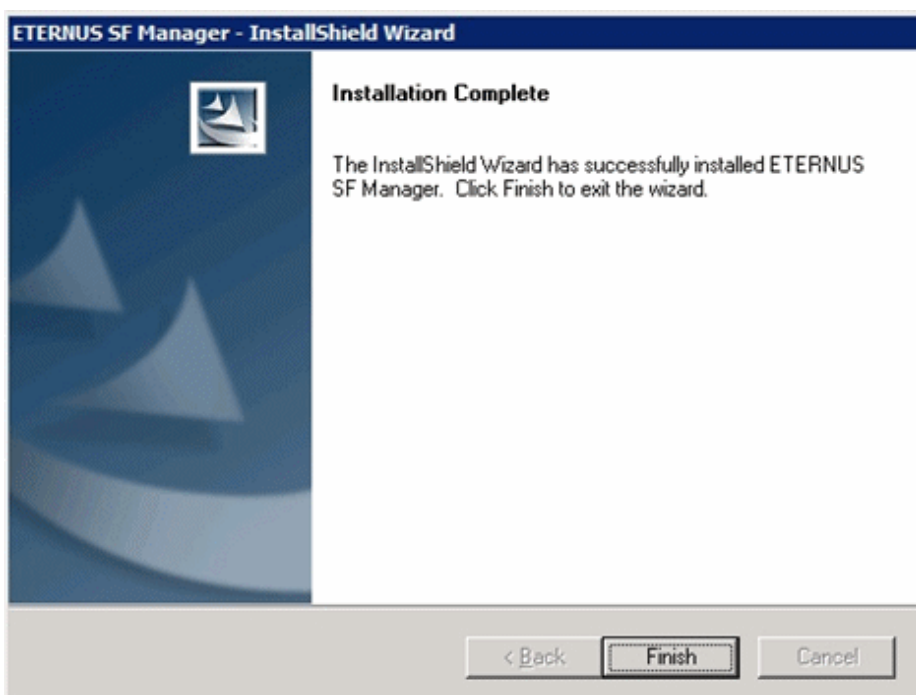 ETERNUS SF Manager - InstallShield Wizard
Installation Complete
The InstallShield Wizard has successfully installed ETERNUS
SF Manager. Click Finish to exit the wizard.
< Back
Finish
Cancel